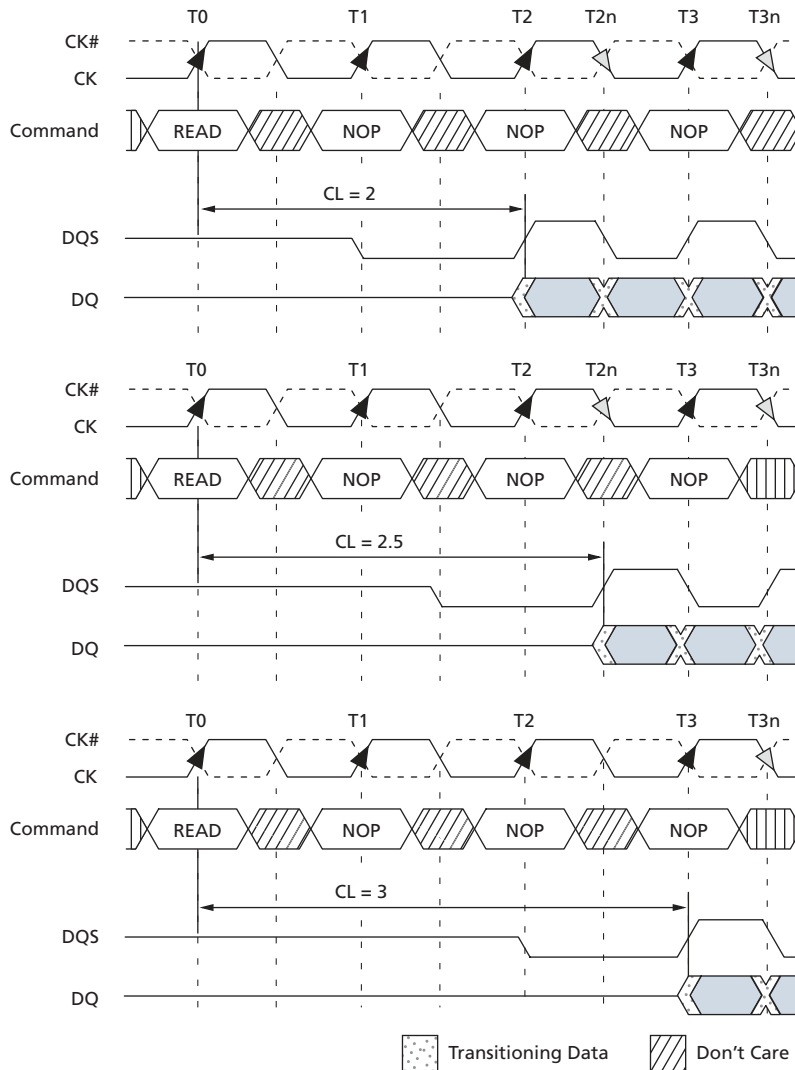 T0 T1 T2 T2n T3 T3n
CK#
CK
Command READ NOP NOP NOP
CL = 2
DQS
DQ
T0 T1 T2 T2n T3 T3n
CK#
CK
Command READ NOP NOP NOP
CL = 2.5
DQS
DQ
T0 T1 T2 T3 T3n
CK#
CK
Command READ NOP NOP NOP
CL = 3
DQS
DQ
Transitioning Data Don’t Care